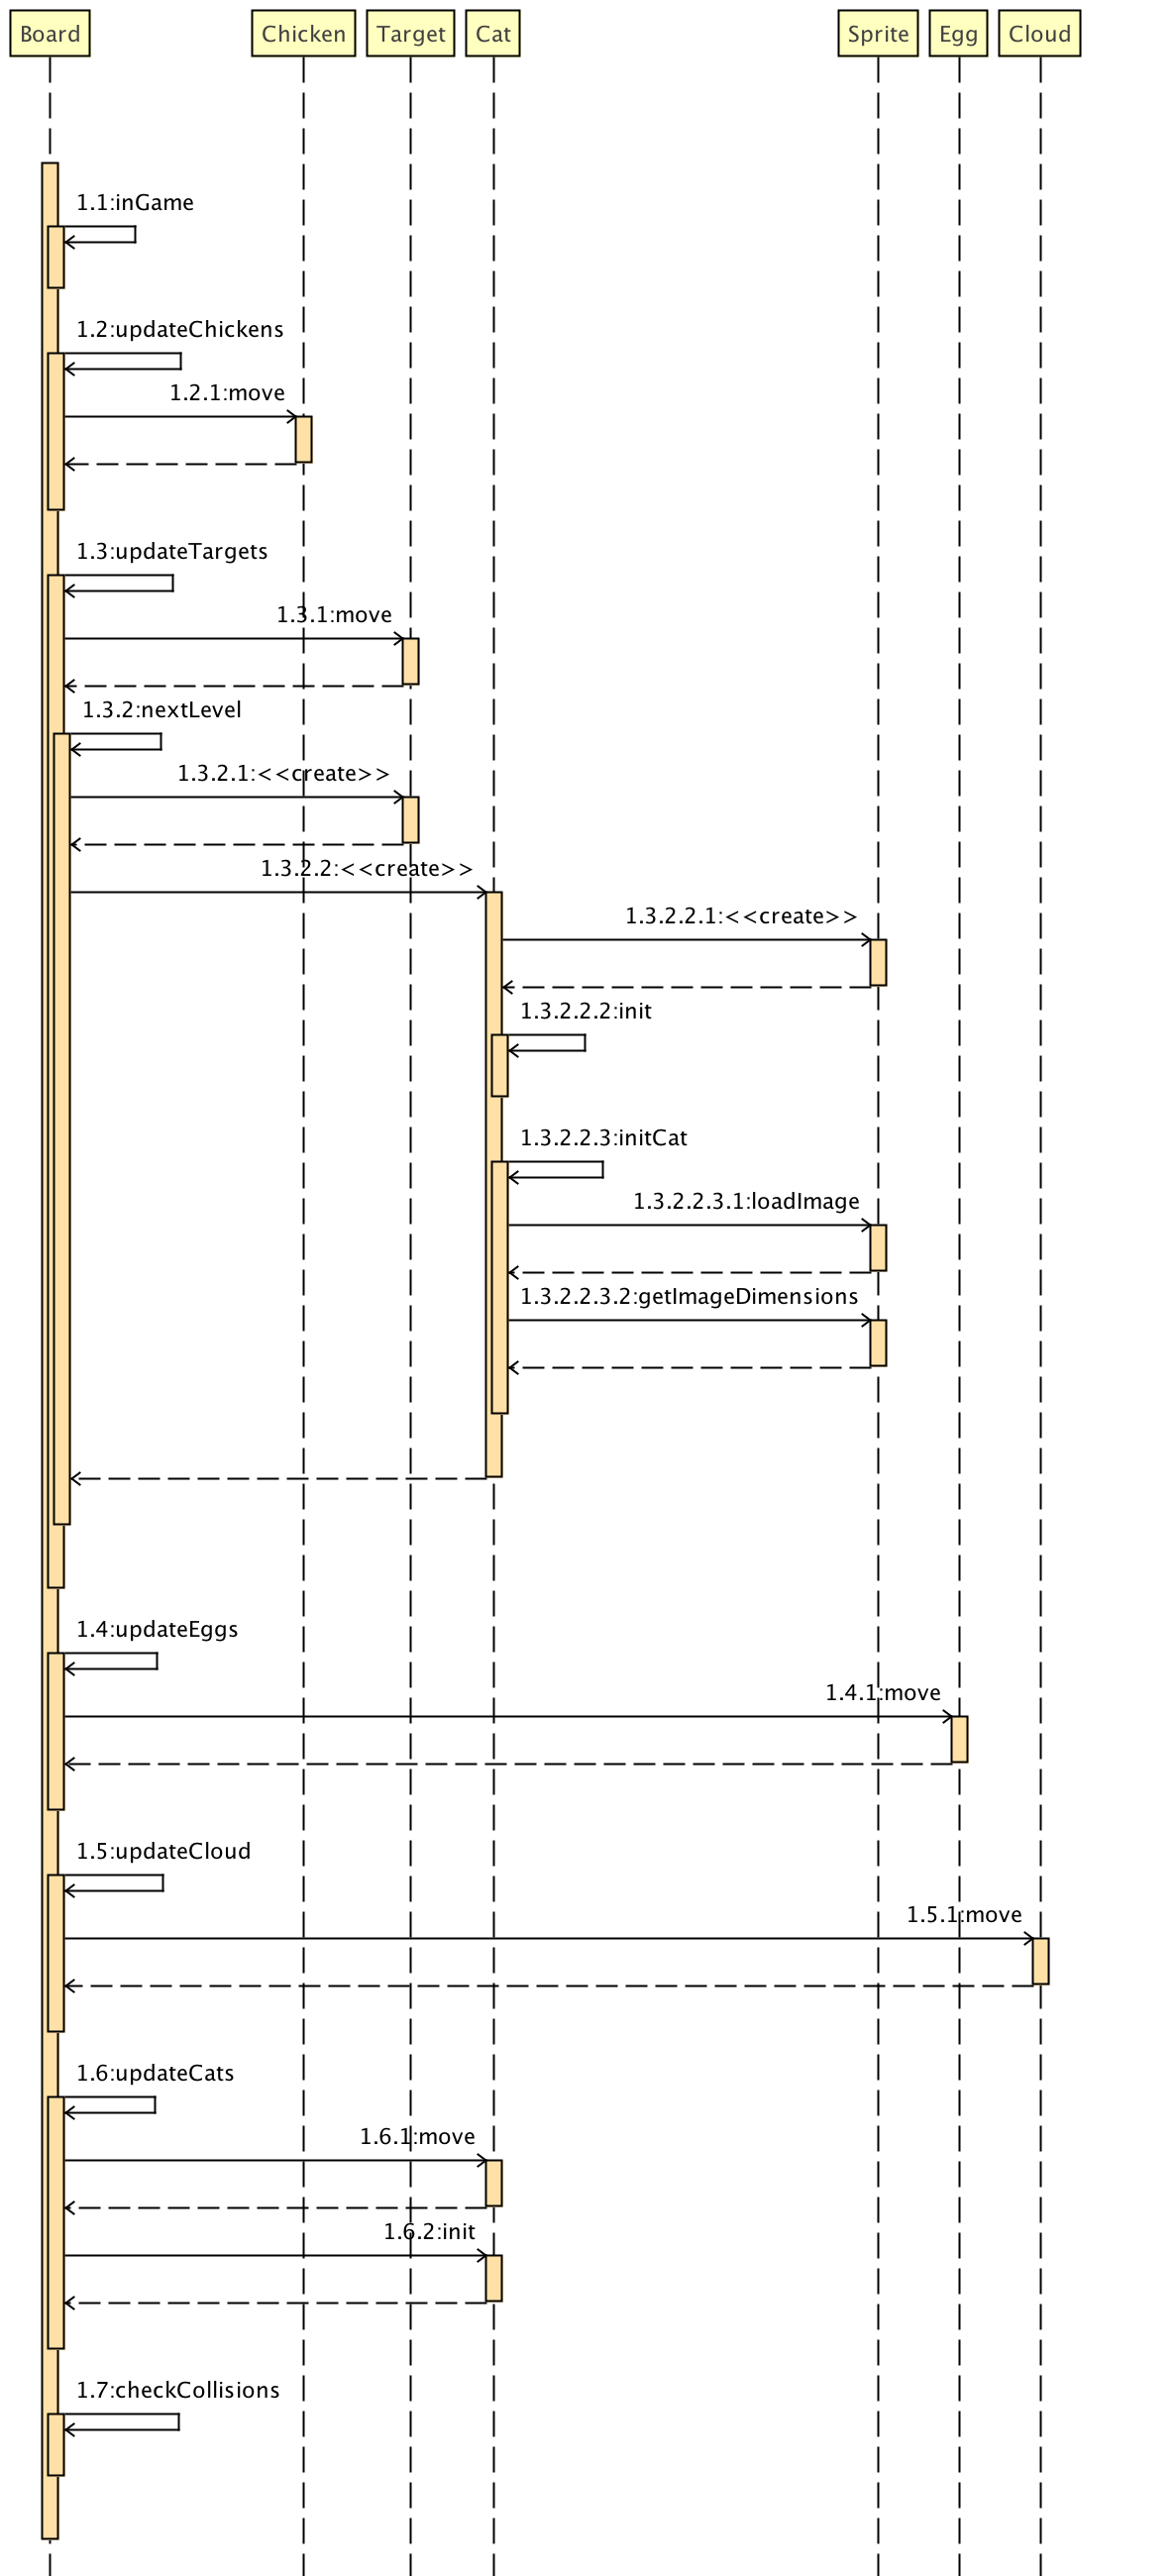 Board Chicken Target Cat Sprite Egg Cloud
1.1:inGame
1.2:updateChickens
1.2.1:move
1.3:updateTargets
1.3.1:move
1.3.2:nextLevel
1.3.2.1:<<create>>
1.3.2.2:<<create>>
1.3.2.2.1:<<create>>
1.3.2.2.2:init
1.3.2.2.3:initCat
1.3.2.2.3.1:loadImage
1.3.2.2.3.2:getImageDimensions
1.4:updateEggs
1.4.1:move
1.5:updateCloud
1.5.1:move
1.6:updateCats
1.6.1:move
1.6.2:init
1.7:checkCollisions